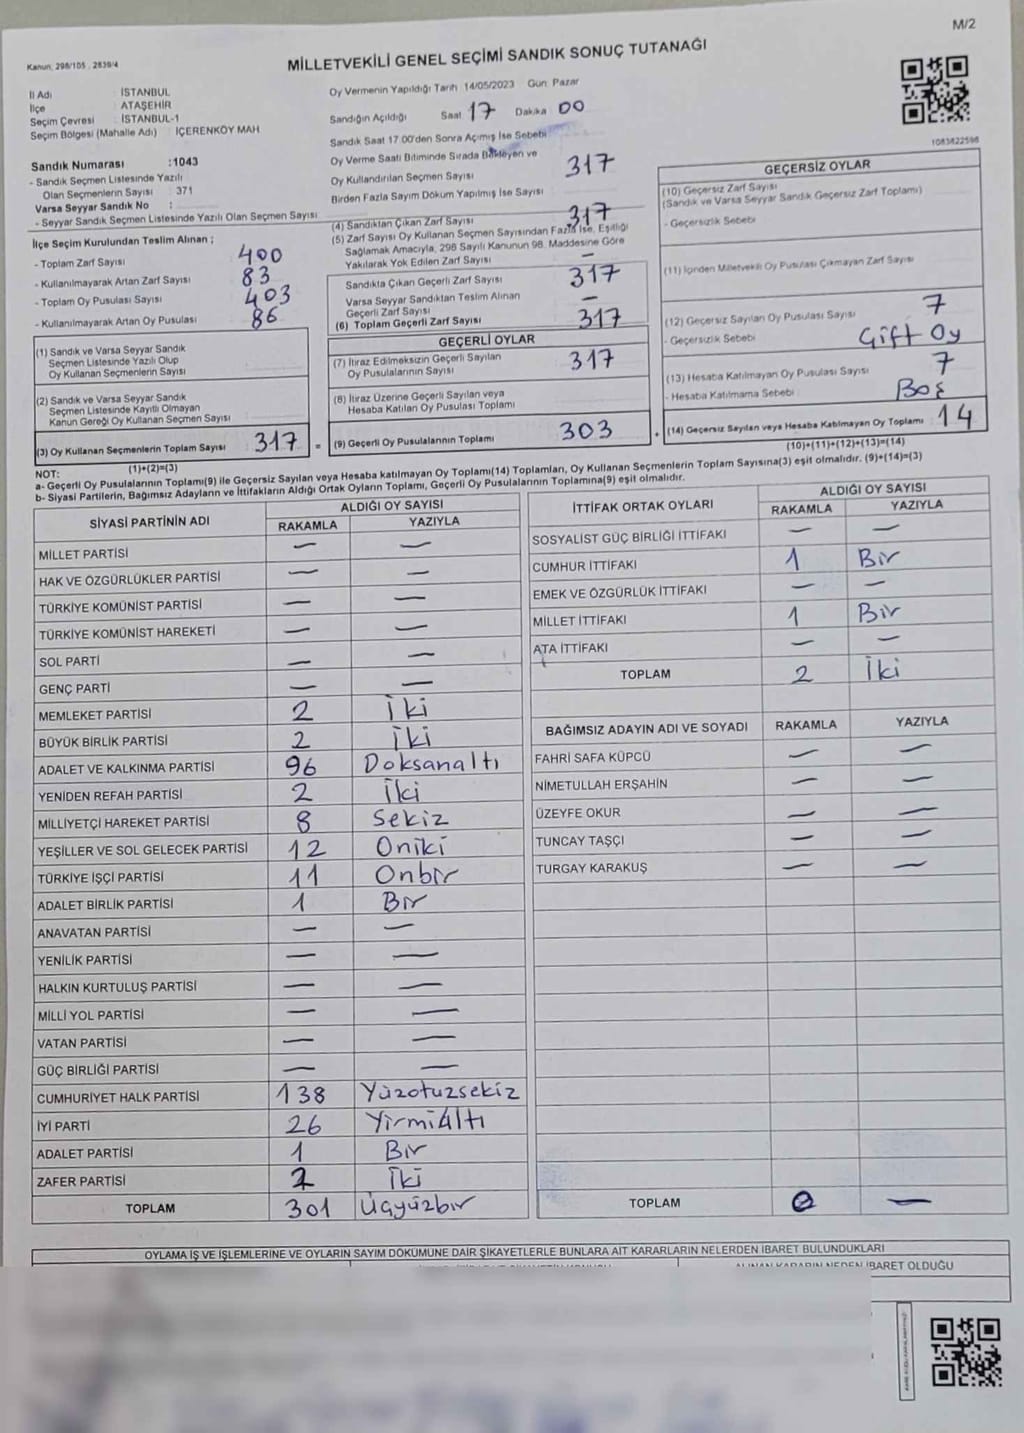 M/2
Kanun, 298/105 , 2839/4
MİLLETVEKİLİ GENEL SEÇİMİ SANDIK SONUÇ TUTANAĞI
İl Adı : İSTANBUL
İlçe : ATAŞEHİR
Seçim Çevresi : İSTANBUL-1
Seçim Bölgesi (Mahalle Adı) : İÇERENKÖY MAH
Sandık Numarası :1043
- Sandık Seçmen Listesinde Yazılı
Olan Seçmenlerin Sayısı : 371
Varsa Seyyar Sandık No :
- Seyyar Sandık Seçmen Listesinde Yazılı Olan Seçmen Sayısı
İlçe Seçim Kurulundan Teslim Alınan ;
- Toplam Zarf Sayısı 400
- Kullanılmayarak Artan Zarf Sayısı 83
- Toplam Oy Pusulası Sayısı 403
- Kullanılmayarak Artan Oy Pusulası 86
(1) Sandık ve Varsa Seyyar Sandık
Seçmen Listesinde Yazılı Olup
Oy Kullanan Seçmenlerin Sayısı
(2) Sandık ve Varsa Seyyar Sandık
Seçmen Listesinde Kayıtlı Olmayan
Kanun Gereği Oy Kullanan Seçmen Sayısı
(3) Oy Kullanan Seçmenlerin Toplam Sayısı 317 =
(1)+(2)=(3)
Oy Vermenin Yapıldığı Tarih 14/05/2023 Gün: Pazar
Sandığın Açıldığı Saat 17 Dakika 00
Sandık Saat 17:00'den Sonra Açımış İse Sebebi
Oy Verme Saati Bitiminde Sırada Bekleyen ve
Oy Kullandırılan Seçmen Sayısı 317
Birden Fazla Sayım Döküm Yapılmış İse Sayısı
(4) Sandıktan Çıkan Zarf Sayısı 317
(5) Zarf Sayısı Oy Kullanan Seçmen Sayısından Fazla İse, Eşitliği
Sağlamak Amacıyla, 298 Sayılı Kanunun 98. Maddesine Göre
Yakılarak Yok Edilen Zarf Sayısı —
Sandıkta Çıkan Geçerli Zarf Sayısı 317
Varsa Seyyar Sandıktan Teslim Alınan
Geçerli Zarf Sayısı —
(6) Toplam Geçerli Zarf Sayısı 317
GEÇERLİ OYLAR
(7) İtiraz Edilmeksizin Geçerli Sayılan
Oy Pusulalarının Sayısı 317
(8) İtiraz Üzerine Geçerli Sayılan veya
Hesaba Katılan Oy Pusulası Toplamı
(9) Geçerli Oy Pusulalarının Toplamı 303 +
1083822598
GEÇERSİZ OYLAR
(10) Geçersiz Zarf Sayısı
(Sandık ve Varsa Seyyar Sandık Geçersiz Zarf Toplamı)
- Geçersizlik Sebebi
(11) İçinden Milletvekili Oy Pusulası Çıkmayan Zarf Sayısı
(12) Geçersiz Sayılan Oy Pusulası Sayısı 7
- Geçersizlik Sebebi Çift Oy
(13) Hesaba Katılmayan Oy Pusulası Sayısı 7
- Hesaba Katılmama Sebebi Boş
(14) Geçersiz Sayılan veya Hesaba Katılmayan Oy Toplamı 14
(10)+(11)+(12)+(13)=(14)
NOT:
a- Geçerli Oy Pusulalarının Toplamı(9) ile Geçersiz Sayılan veya Hesaba katılmayan Oy Toplamı(14) Toplamları, Oy Kullanan Seçmenlerin Toplam Sayısına(3) eşit olmalıdır. (9)+(14)=(3)
b- Siyasi Partilerin, Bağımsız Adayların ve İttifakların Aldığı Ortak Oyların Toplamı, Geçerli Oy Pusulalarının Toplamına(9) eşit olmalıdır.
SİYASİ PARTİNİN ADI ALDIĞI OY SAYISI
RAKAMLA YAZIYLA
MİLLET PARTİSİ — —
HAK VE ÖZGÜRLÜKLER PARTİSİ — —
TÜRKİYE KOMÜNİST PARTİSİ — —
TÜRKİYE KOMÜNİST HAREKETİ — —
SOL PARTİ — —
GENÇ PARTİ — —
MEMLEKET PARTİSİ 2 İki
BÜYÜK BİRLİK PARTİSİ 2 İki
ADALET VE KALKINMA PARTİSİ 96 Doksanaltı
YENİDEN REFAH PARTİSİ 2 İki
MİLLİYETÇİ HAREKET PARTİSİ 8 Sekiz
YEŞİLLER VE SOL GELECEK PARTİSİ 12 Oniki
TÜRKİYE İŞÇİ PARTİSİ 11 Onbir
ADALET BİRLİK PARTİSİ 1 Bir
ANAVATAN PARTİSİ — —
YENİLİK PARTİSİ — —
HALKIN KURTULUŞ PARTİSİ — —
MİLLİ YOL PARTİSİ — —
VATAN PARTİSİ — —
GÜÇ BİRLİĞİ PARTİSİ — —
CUMHURİYET HALK PARTİSİ 138 Yüzotuzsekiz
İYİ PARTİ 26 Yirmialtı
ADALET PARTİSİ 1 Bir
ZAFER PARTİSİ 2 İki
TOPLAM 301 Üçyüzbir
İTTİFAK ORTAK OYLARI ALDIĞI OY SAYISI
RAKAMLA YAZIYLA
SOSYALİST GÜÇ BİRLİĞİ İTTİFAKI — —
CUMHUR İTTİFAKI 1 Bir
EMEK VE ÖZGÜRLÜK İTTİFAKI — —
MİLLET İTTİFAKI 1 Bir
ATA İTTİFAKI — —
TOPLAM 2 İki
BAĞIMSIZ ADAYIN ADI VE SOYADI RAKAMLA YAZIYLA
FAHRİ SAFA KÜPCÜ — —
NİMETULLAH ERŞAHİN — —
ÜZEYFE OKUR — —
TUNCAY TAŞÇI — —
TURGAY KARAKUŞ — —
TOPLAM 0 —
OYLAMA İŞ VE İŞLEMLERİNE VE OYLARIN SAYIM DÖKÜMÜNE DAİR ŞİKAYETLERLE BUNLARA AİT KARARLARIN NELERDEN İBARET BULUNDUKLARI
ALINAN KARARIN NEDEN İBARET OLDUĞU